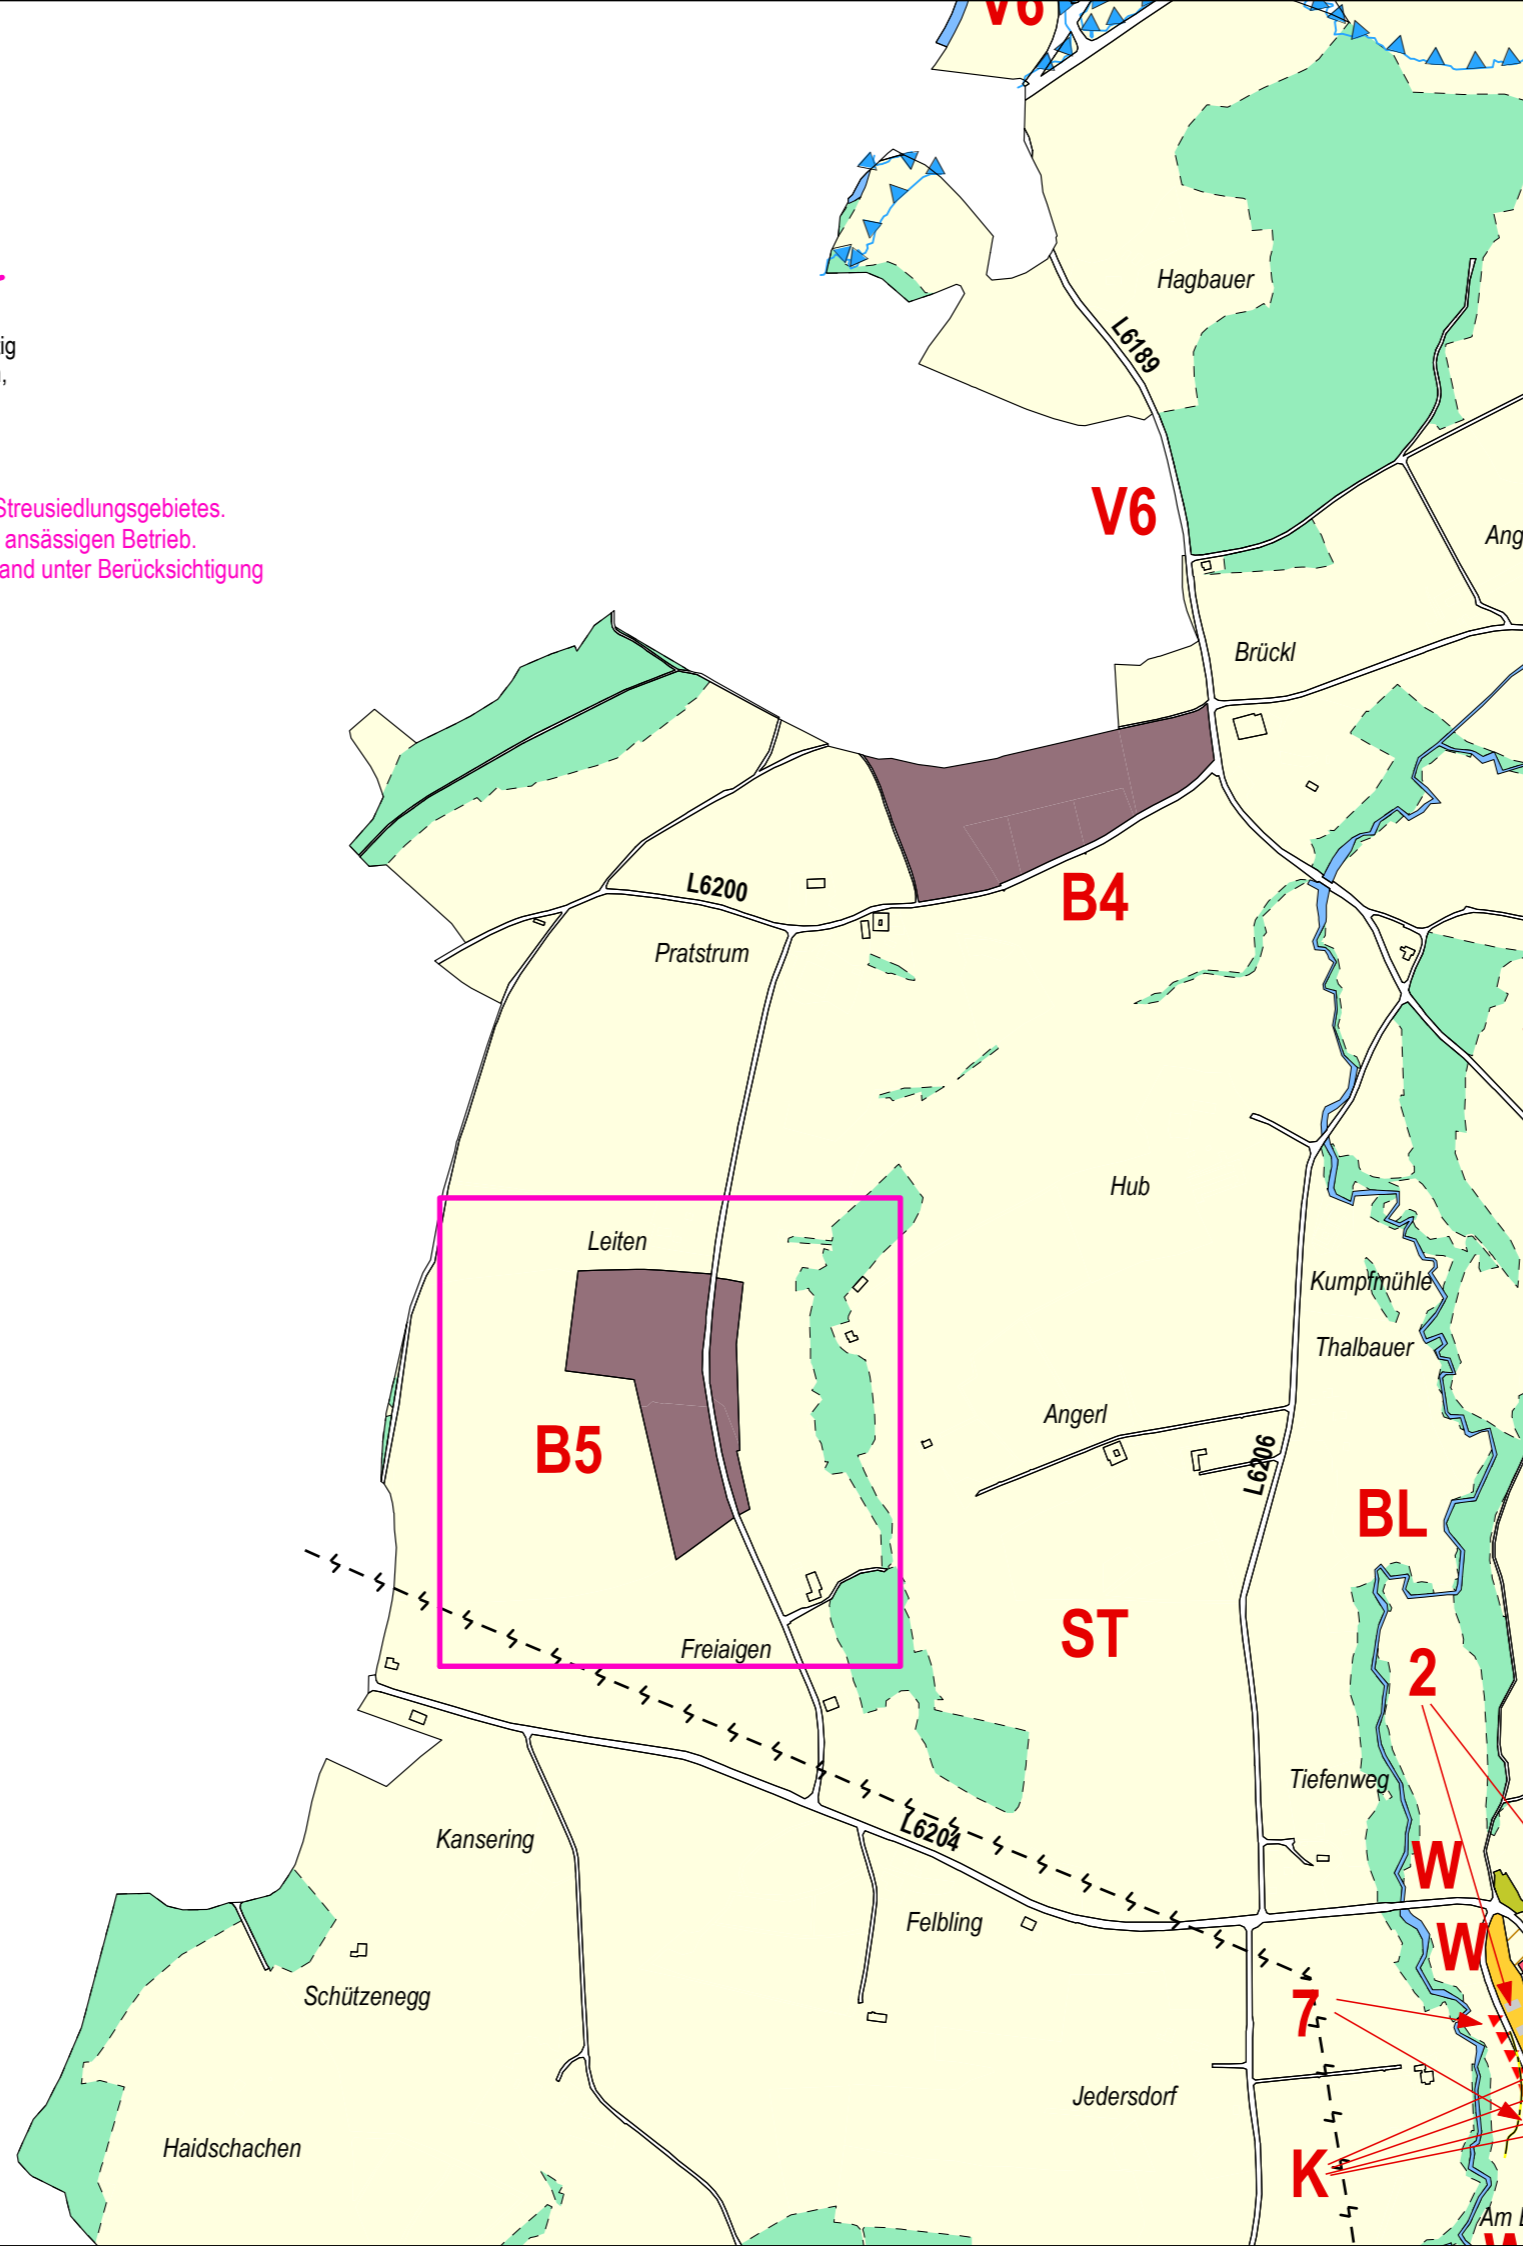 V6
Hagbauer
L6189
ig
,
Streusiedlungsgebietes.
ansässigen Betrieb.
and unter Berücksichtigung
V6
Ang
Brückl
L6200
B4
Pratstrum
Hub
Leiten
Kumpfmühle
Thalbauer
Angerl
B5
L6206
BL
ST
Freiaigen
2
Tiefenweg
Kansering
L6204
W
Felbling
W
Schützenegg
7
Jedersdorf
Haidschachen
K
Am
W